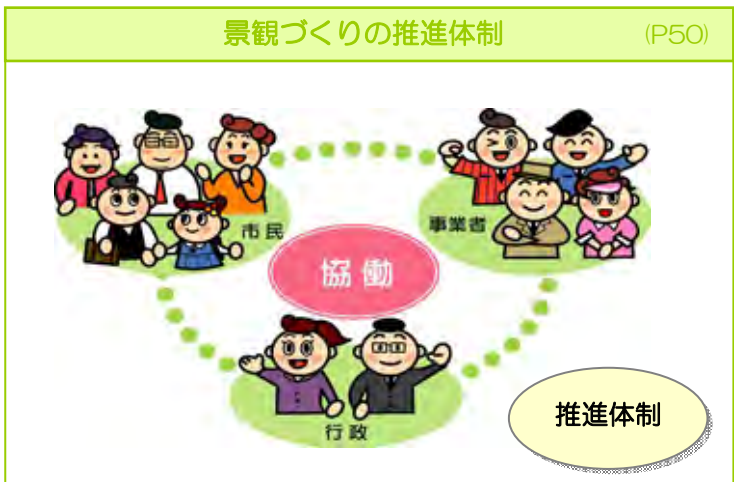 景観づくりの推進体制 (P50)
市民
事業者
協働
行政
推進体制